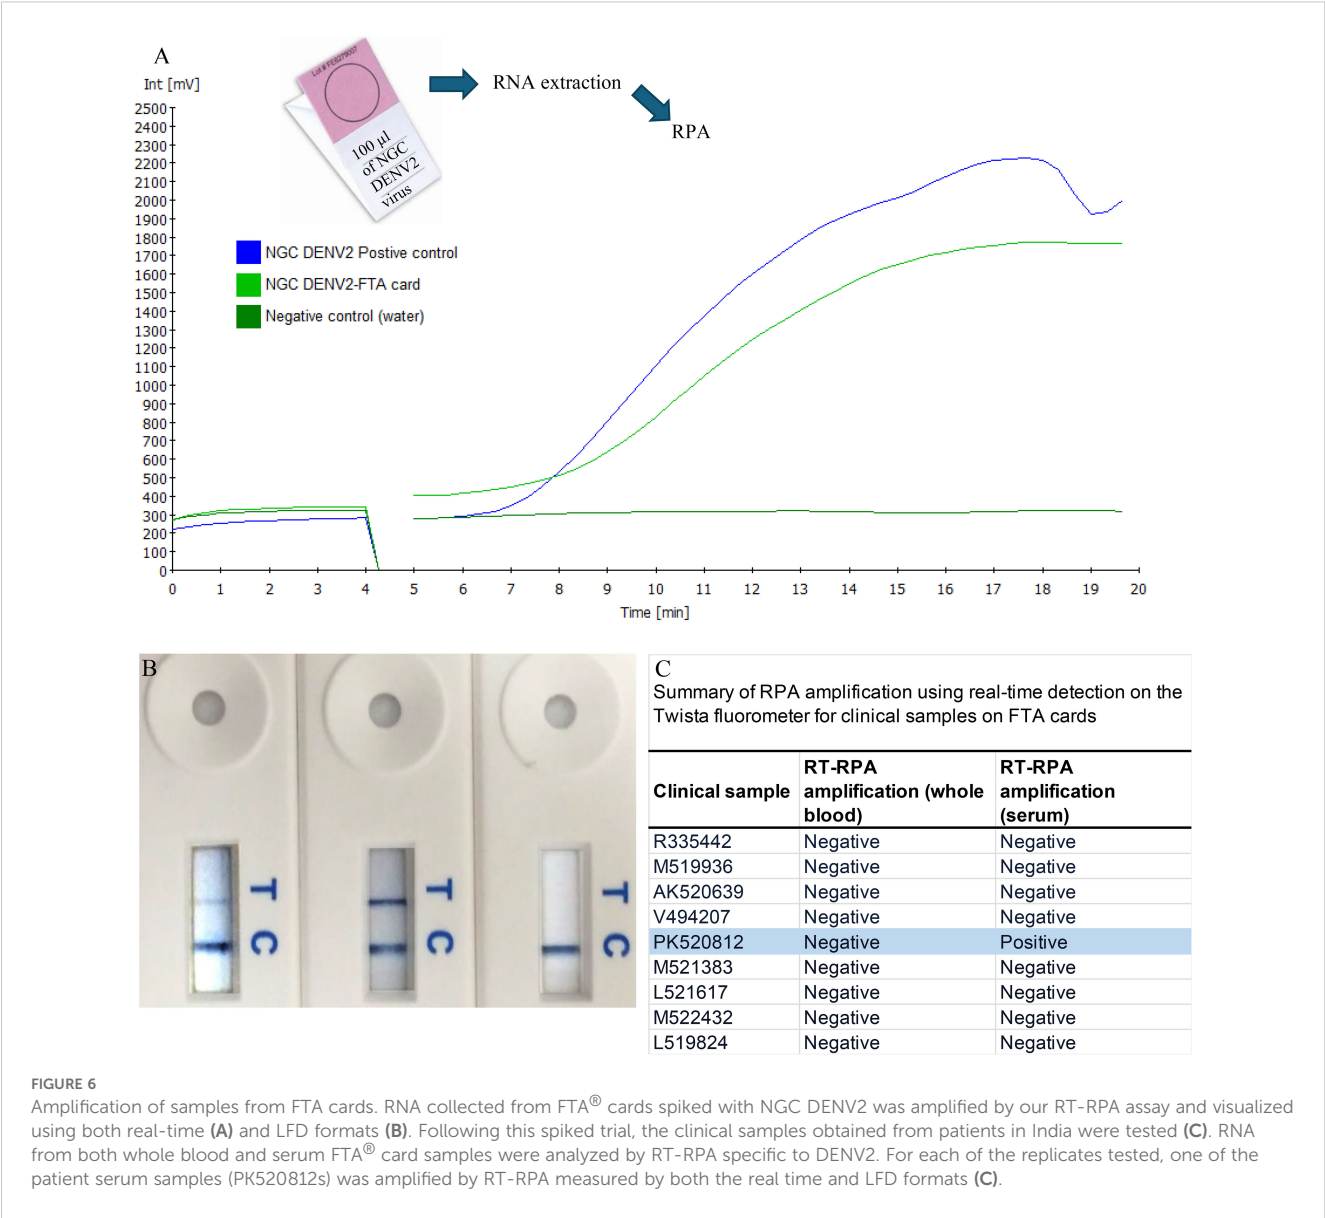 A
Int [mV]
Lot # FE6279007
100 µl
of NGC
DENV2
virus
RNA extraction
RPA
2500
2400
2300
2200
2100
2000
1900
1800
1700
1600
1500
1400
1300
1200
1100
1000
900
800
700
600
500
400
300
200
100
0
NGC DENV2 Postive control
NGC DENV2-FTA card
Negative control (water)
0 1 2 3 4 5 6 7 8 9 10 11 12 13 14 15 16 17 18 19 20
Time [min]
B
T
C
T
C
T
C
C
Summary of RPA amplification using real-time detection on the
Twista fluorometer for clinical samples on FTA cards
Clinical sample RT-RPA amplification (whole blood) RT-RPA amplification (serum)
R335442 Negative Negative
M519936 Negative Negative
AK520639 Negative Negative
V494207 Negative Negative
PK520812 Negative Positive
M521383 Negative Negative
L521617 Negative Negative
M522432 Negative Negative
L519824 Negative Negative
FIGURE 6
Amplification of samples from FTA cards. RNA collected from FTA® cards spiked with NGC DENV2 was amplified by our RT-RPA assay and visualized
using both real-time (A) and LFD formats (B). Following this spiked trial, the clinical samples obtained from patients in India were tested (C). RNA
from both whole blood and serum FTA® card samples were analyzed by RT-RPA specific to DENV2. For each of the replicates tested, one of the
patient serum samples (PK520812s) was amplified by RT-RPA measured by both the real time and LFD formats (C).